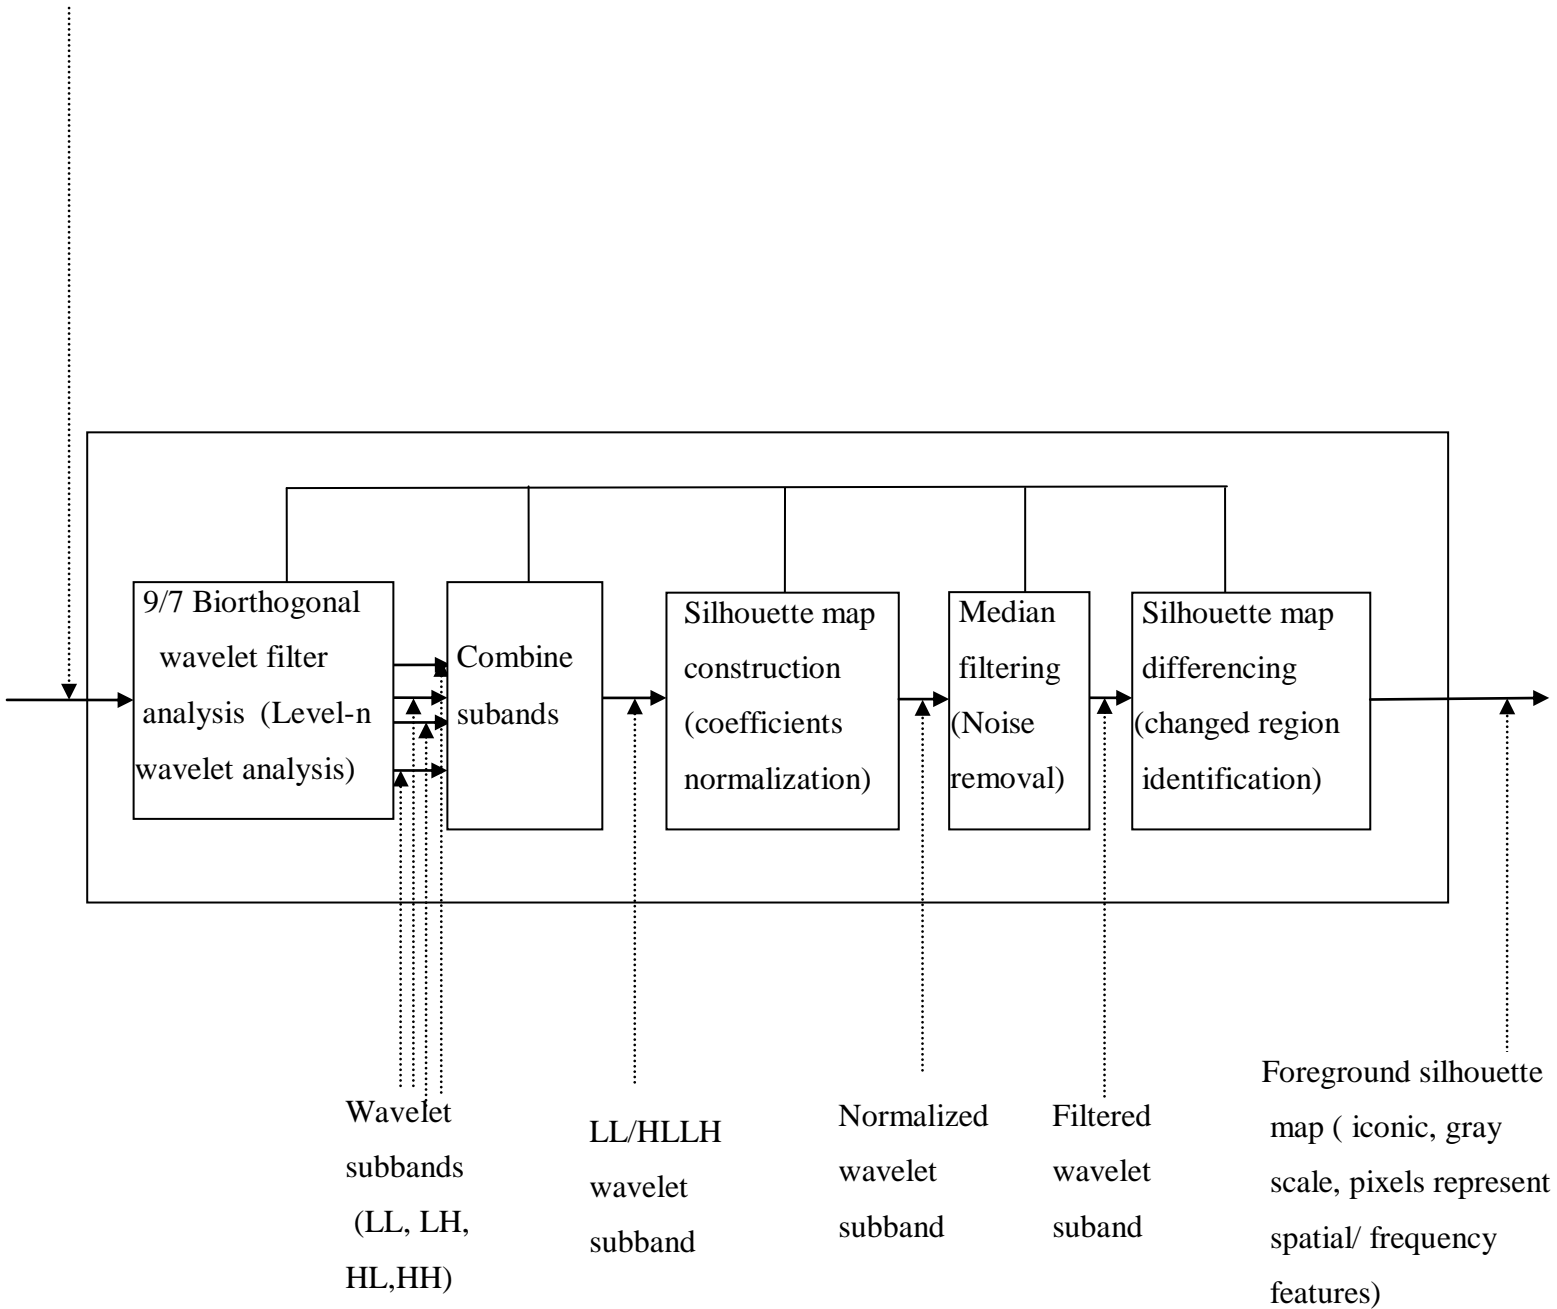 9/7 Biorthogonal
wavelet filter
analysis (Level-n
wavelet analysis)
Combine
subands
Silhouette map
construction
(coefficients
normalization)
Median
filtering
(Noise
removal)
Silhouette map
differencing
(changed region
identification)
Wavelet
subbands
(LL, LH,
HL,HH)
LL/HLLH
wavelet
subband
Normalized
wavelet
subband
Filtered
wavelet
suband
Foreground silhouette
map ( iconic, gray
scale, pixels represent
spatial/ frequency
features)